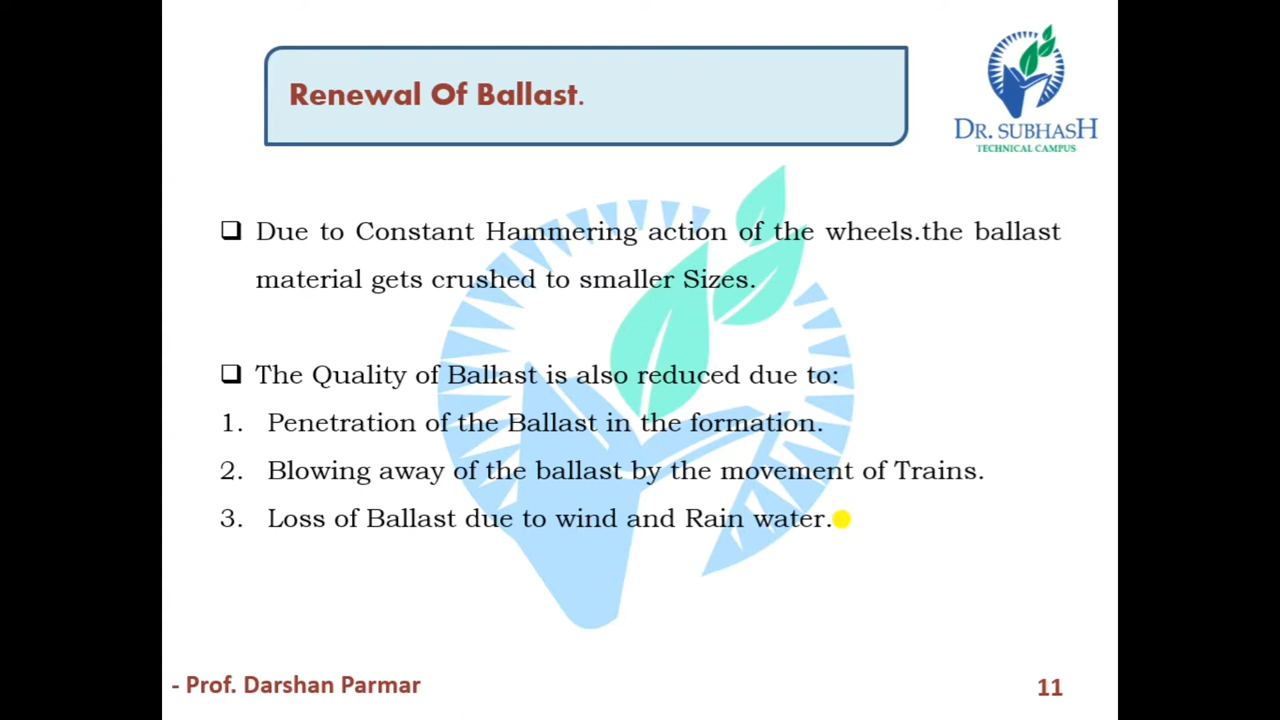 Renewal Of Ballast.
DR. SUBHASH
TECHNICAL CAMPUS
Due to Constant Hammering action of the wheels.the ballast
material gets crushed to smaller Sizes.
The Quality of Ballast is also reduced due to:
1. Penetration of the Ballast in the formation.
2. Blowing away of the ballast by the movement of Trains.
3. Loss of Ballast due to wind and Rain water.
- Prof. Darshan Parmar
11